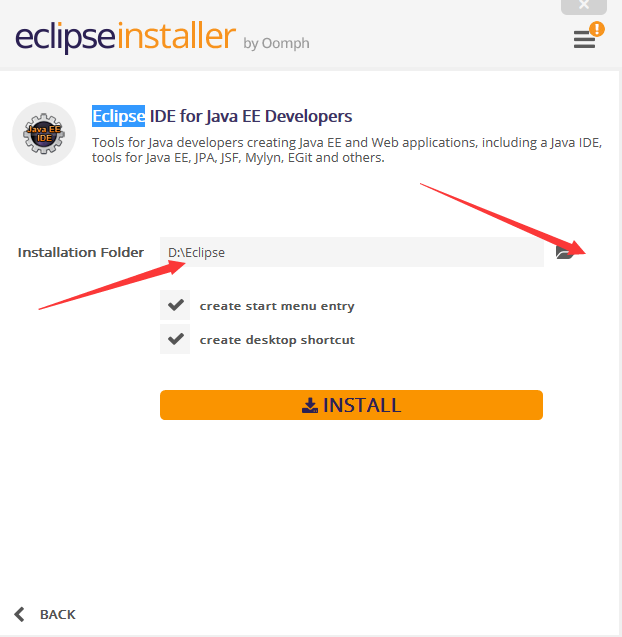 eclipseinstaller by Oomph
Java EE
IDE
Eclipse IDE for Java EE Developers
Tools for Java developers creating Java EE and Web applications, including a Java IDE,
tools for Java EE, JPA, JSF, Mylyn, EGit and others.
Installation Folder D:\Eclipse
create start menu entry
create desktop shortcut
INSTALL
BACK